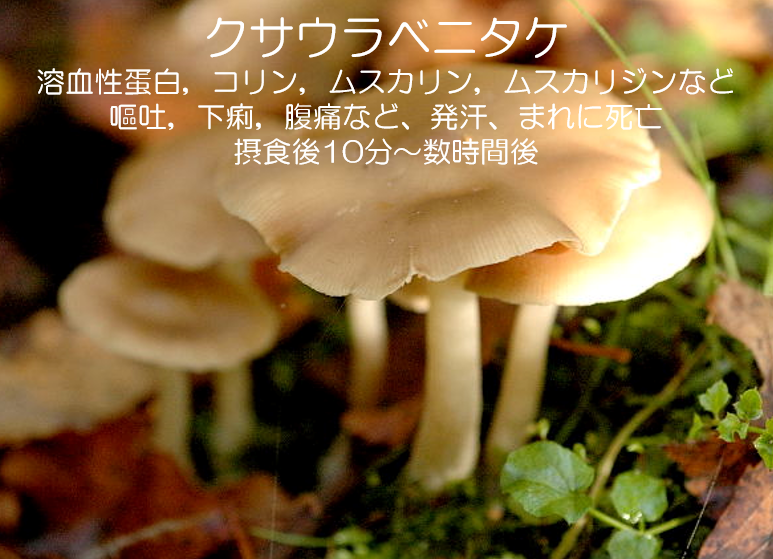 クサウラベニタケ
溶血性蛋白，コリン，ムスカリン，ムスカリジンなど
嘔吐，下痢，腹痛など、発汗、まれに死亡
摂食後10分～数時間後